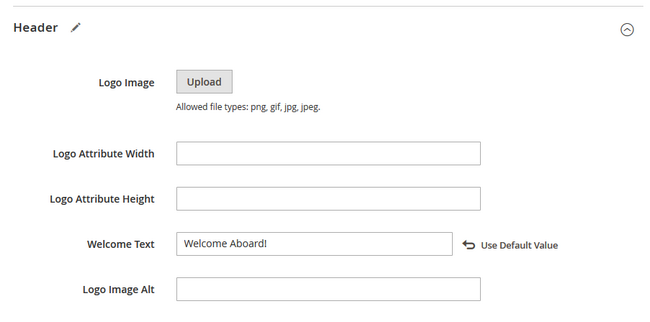 Header
Logo Image Upload
Allowed file types: png, gif, jpg, jpeg.
Logo Attribute Width
Logo Attribute Height
Welcome Text Welcome Aboard! Use Default Value
Logo Image Alt